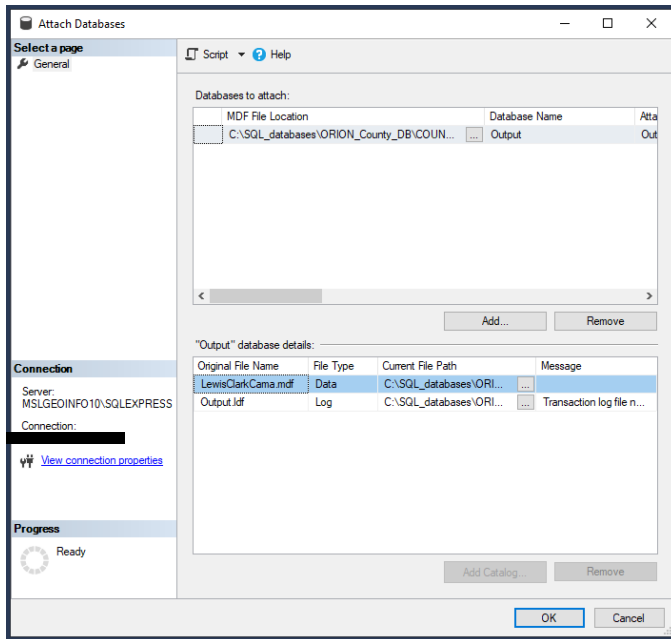 Attach Databases
Select a page
General
Script Help
Databases to attach:
MDF File Location Database Name Atta
C:\SQL_databases\ORION_County_DB\COUN... ... Output Out
Add... Remove
"Output" database details:
Original File Name File Type Current File Path Message
LewisClarkCama.mdf Data C:\SQL_databases\ORI... ...
Output.ldf Log C:\SQL_databases\ORI... ... Transaction log file n...
Add Catalog... Remove
Connection
Server:
MSLGEOINFO10\SQLEXPRESS
Connection:
View connection properties
Progress
Ready
OK Cancel